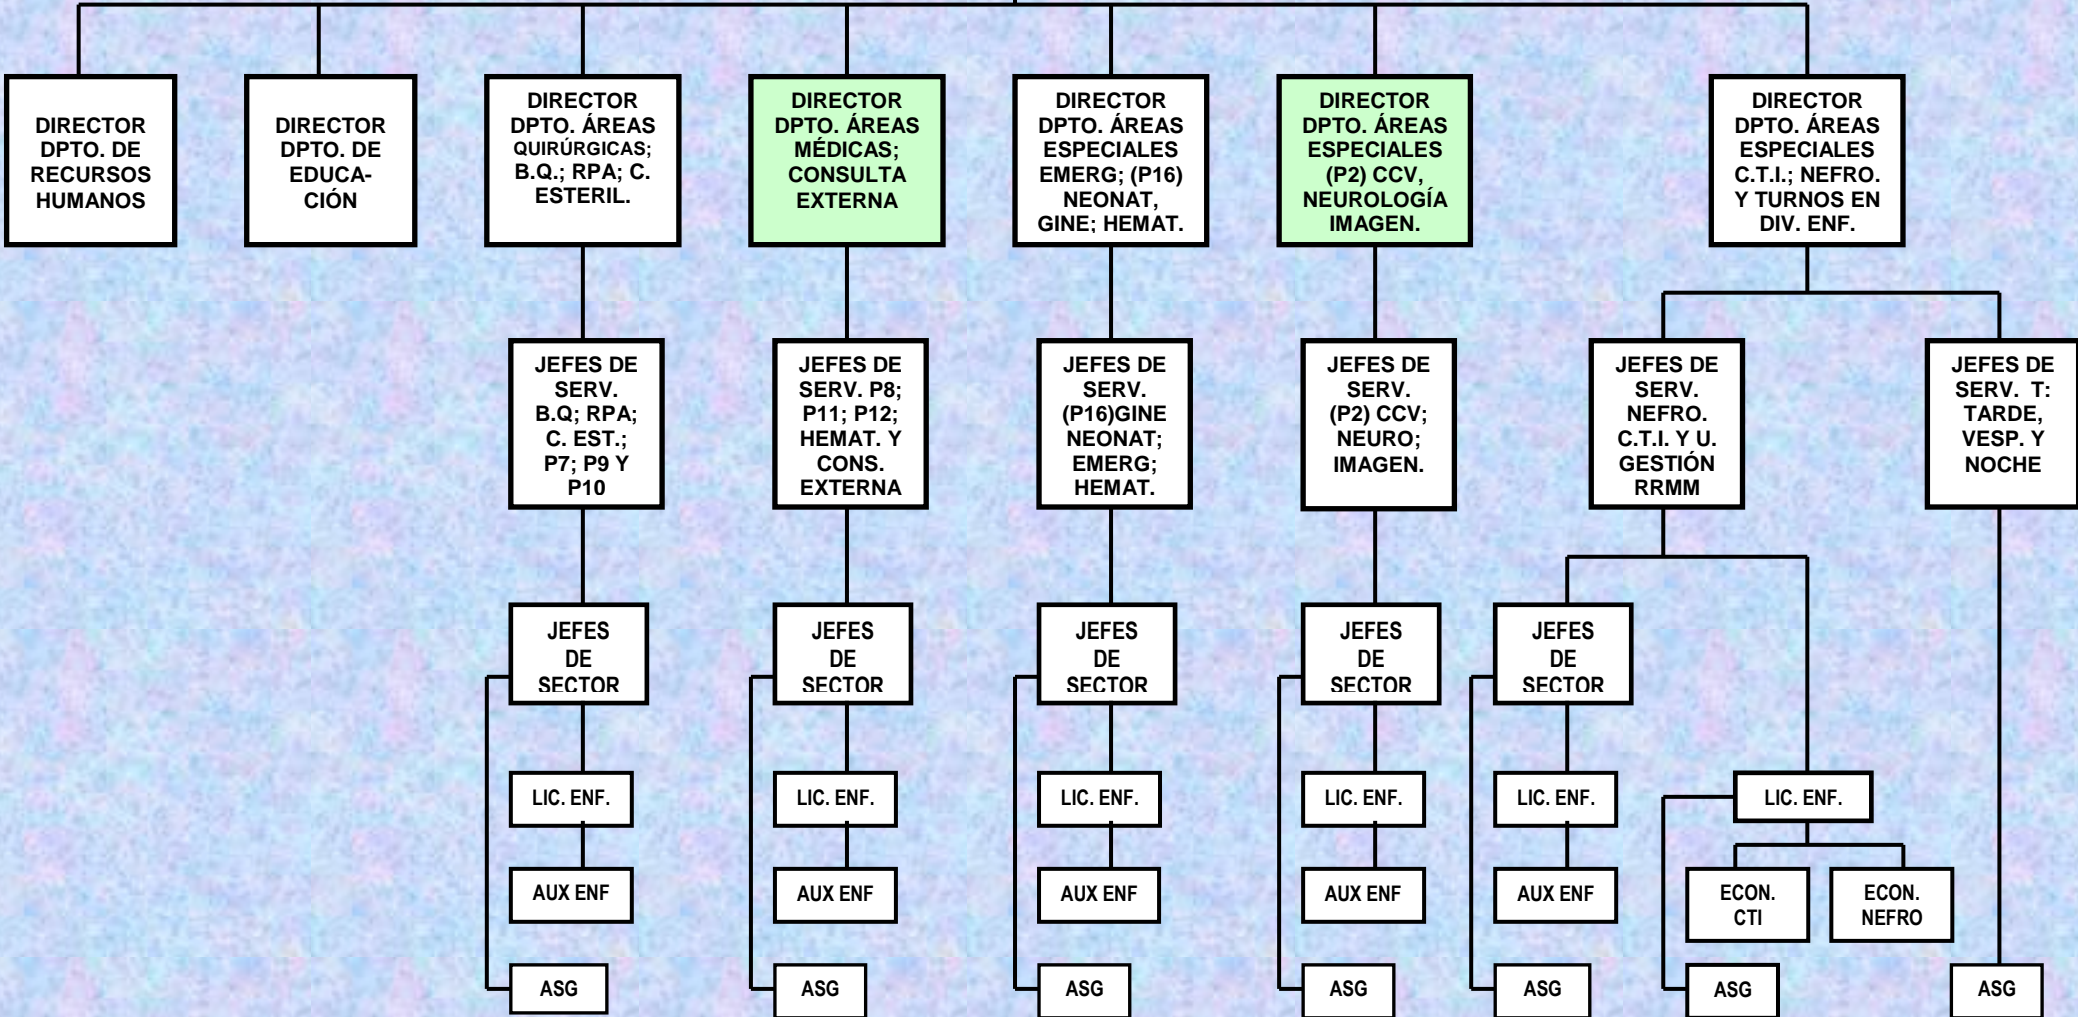 DIRECTOR
DPTO. DE
RECURSOS
HUMANOS
DIRECTOR
DPTO. DE
EDUCA-
CIÓN
DIRECTOR
DPTO. ÁREAS
QUIRÚRGICAS;
B.Q.; RPA; C.
ESTERIL.
DIRECTOR
DPTO. ÁREAS
MÉDICAS;
CONSULTA
EXTERNA
DIRECTOR
DPTO. ÁREAS
ESPECIALES
EMERG; (P16)
NEONAT,
GINE; HEMAT.
DIRECTOR
DPTO. ÁREAS
ESPECIALES
(P2) CCV,
NEUROLOGÍA
IMAGEN.
DIRECTOR
DPTO. ÁREAS
ESPECIALES
C.T.I.; NEFRO.
Y TURNOS EN
DIV. ENF.
JEFES DE
SERV.
B.Q; RPA;
C. EST.;
P7; P9 Y
P10
JEFES DE
SERV. P8;
P11; P12;
HEMAT. Y
CONS.
EXTERNA
JEFES DE
SERV.
(P16)GINE
NEONAT;
EMERG;
HEMAT.
JEFES DE
SERV.
(P2) CCV;
NEURO;
IMAGEN.
JEFES DE
SERV.
NEFRO.
C.T.I. Y U.
GESTIÓN
RRMM
JEFES DE
SERV. T:
TARDE,
VESP. Y
NOCHE
JEFES
DE
SECTOR
JEFES
DE
SECTOR
JEFES
DE
SECTOR
JEFES
DE
SECTOR
JEFES
DE
SECTOR
LIC. ENF.
LIC. ENF.
LIC. ENF.
LIC. ENF.
LIC. ENF.
LIC. ENF.
AUX ENF
AUX ENF
AUX ENF
AUX ENF
AUX ENF
ECON.
CTI
ECON.
NEFRO
ASG
ASG
ASG
ASG
ASG
ASG
ASG